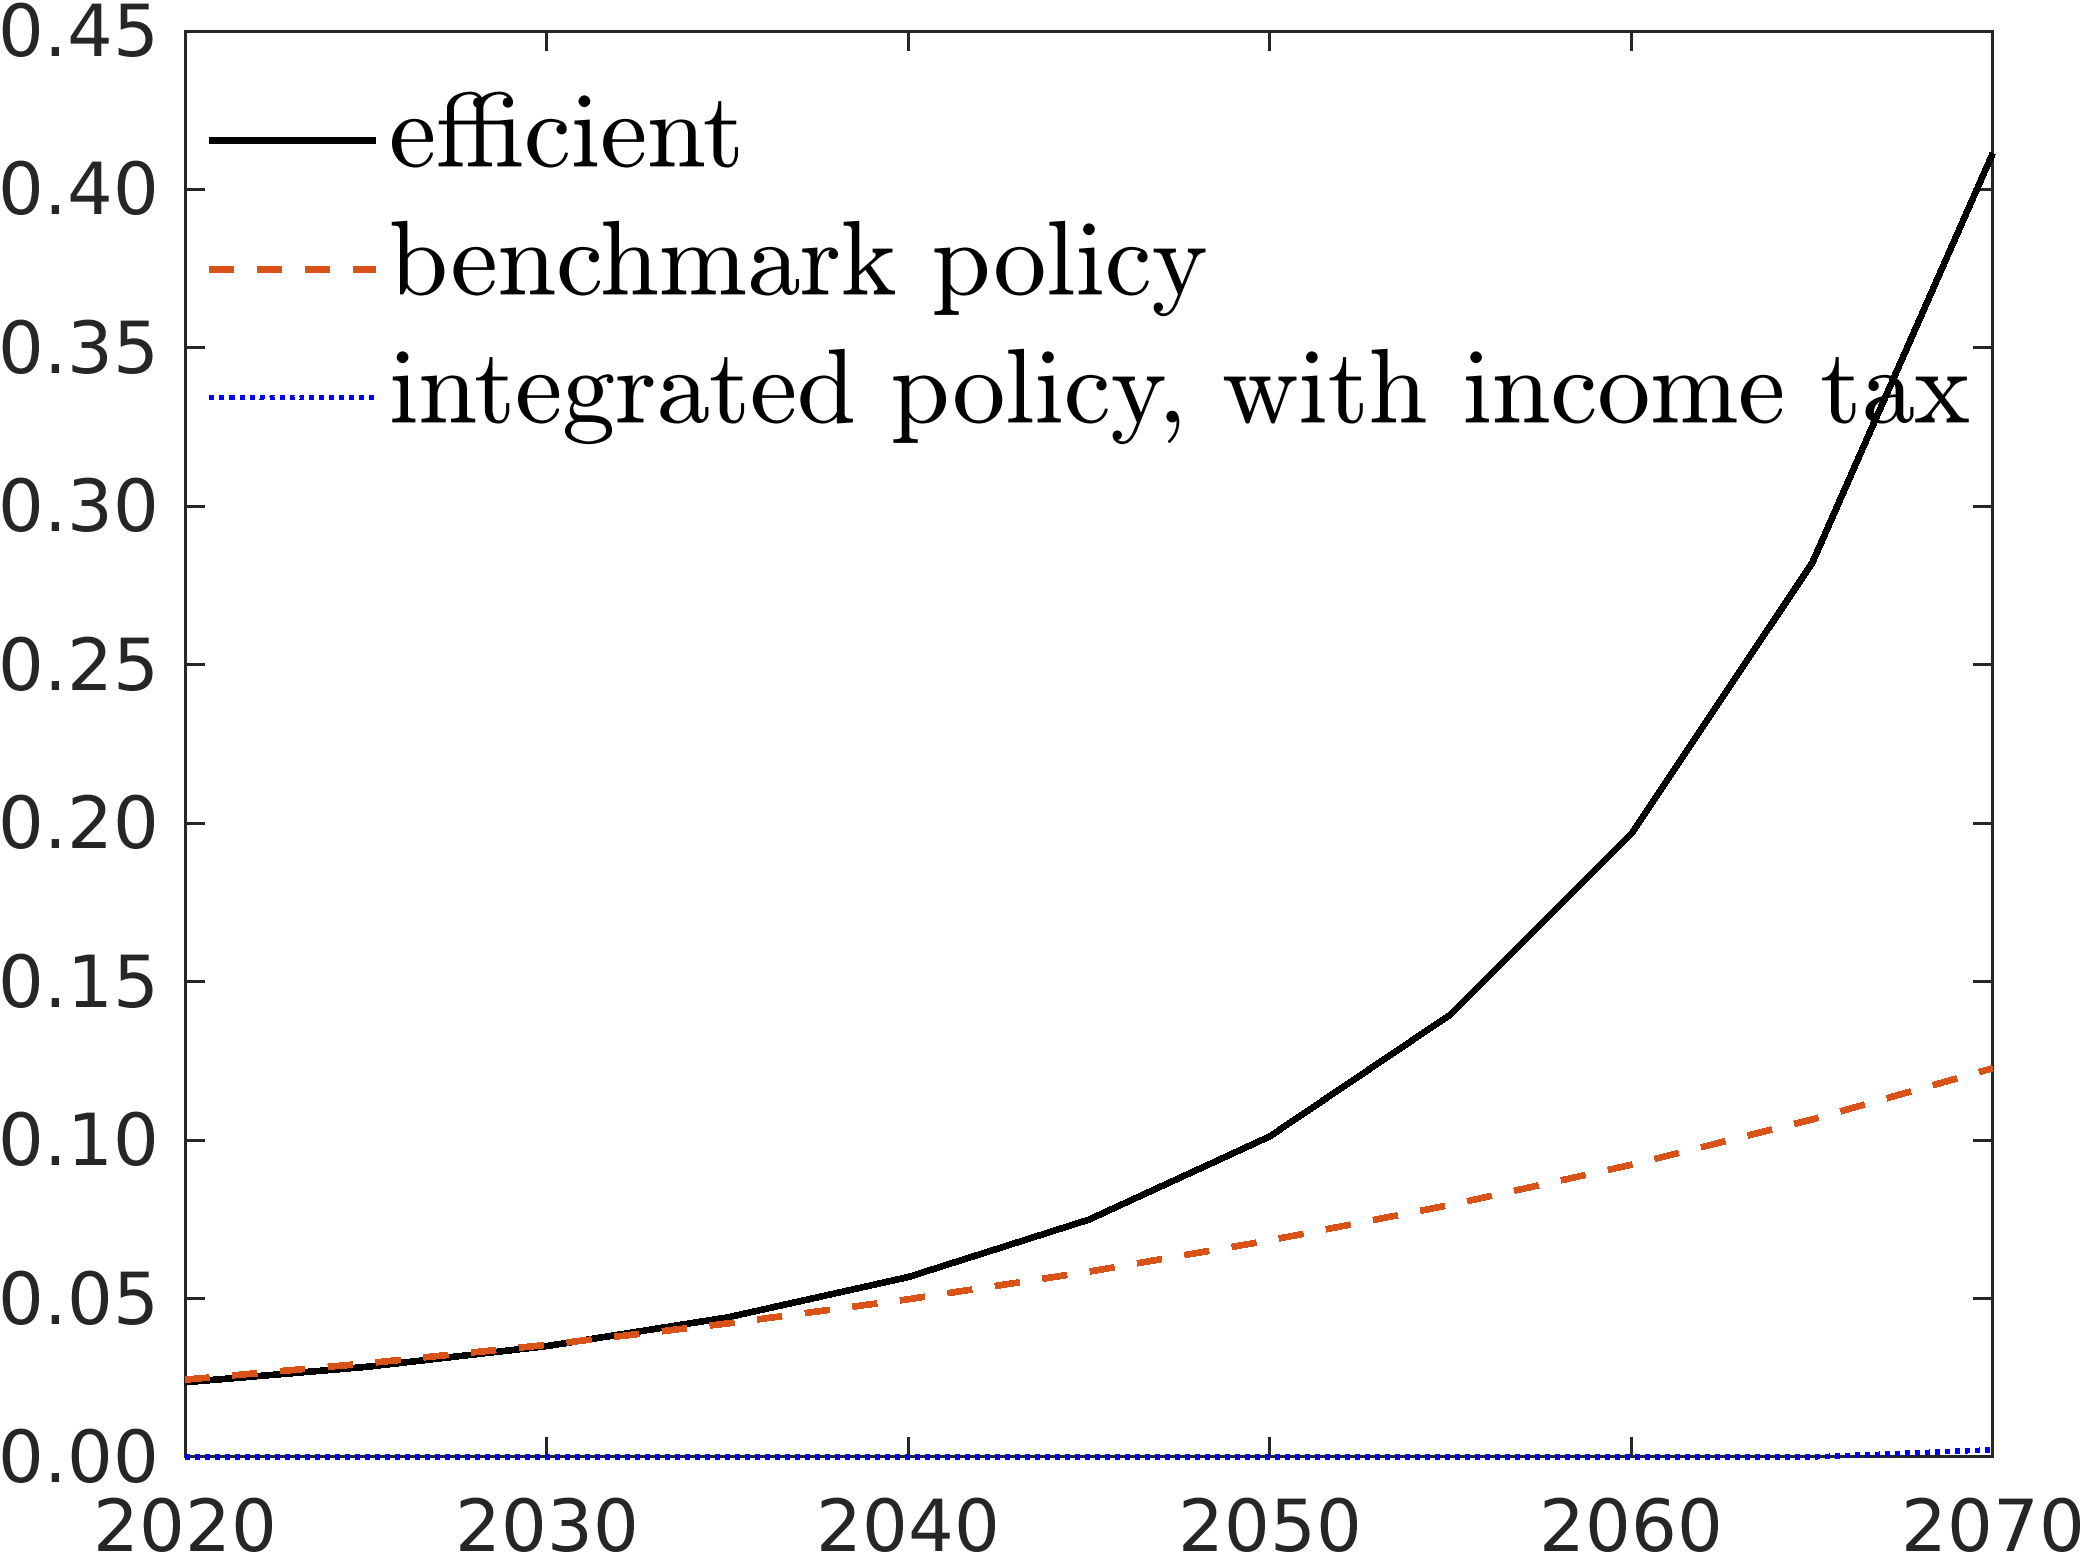 0.45
efficient
0.40
benchmark policy
0.35
integrated policy, with income tax
0.30
0.25
0.20
0.15
0.10
0.05
0.00
2020 2030 2040 2050 2060 2070